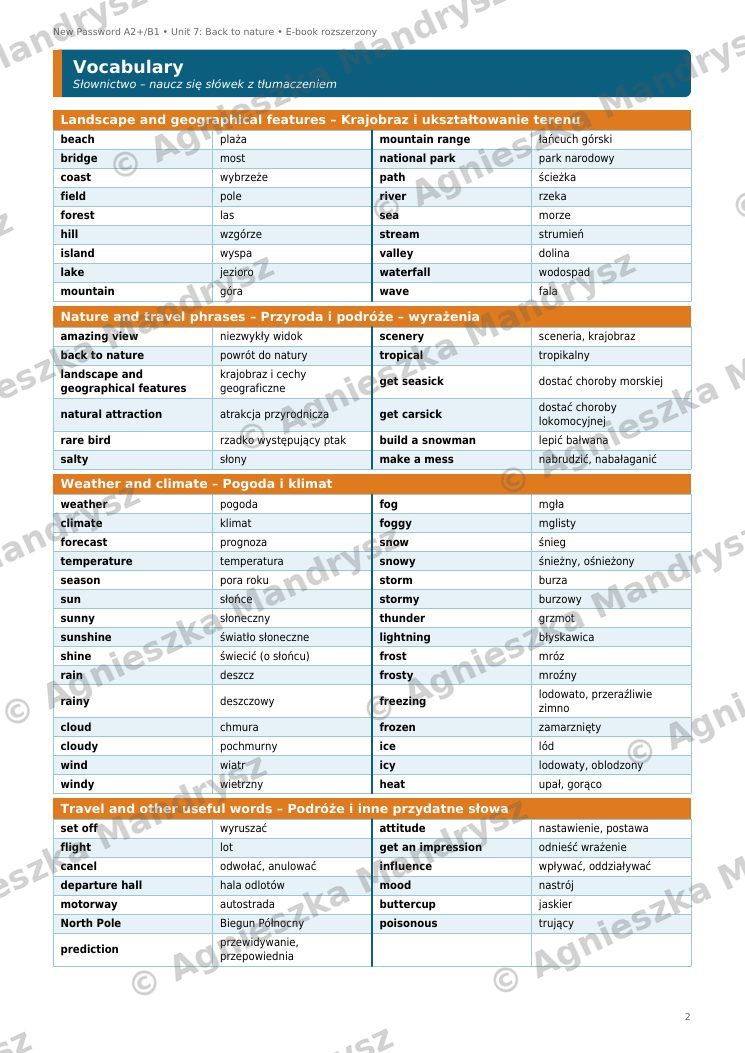 New Password A2+/B1 • Unit 7: Back to nature • E-book rozszerzony
Vocabulary
Słownictwo – naucz się słówek z tłumaczeniem
Landscape and geographical features – Krajobraz i ukształtowanie terenu
beach plaża mountain range łańcuch górski
bridge most national park park narodowy
coast wybrzeże path ścieżka
field pole river rzeka
forest las sea morze
hill wzgórze stream strumień
island wyspa valley dolina
lake jezioro waterfall wodospad
mountain góra wave fala
Nature and travel phrases – Przyroda i podróże – wyrażenia
amazing view niezwykły widok scenery sceneria, krajobraz
back to nature powrót do natury tropical tropikalny
landscape and geographical features krajobraz i cechy geograficzne get seasick dostać choroby morskiej
natural attraction atrakcja przyrodnicza get carsick dostać choroby lokomocyjnej
rare bird rzadko występujący ptak build a snowman lepić bałwana
salty słony make a mess nabrudzić, nabałaganić
Weather and climate – Pogoda i klimat
weather pogoda fog mgła
climate klimat foggy mglisty
forecast prognoza snow śnieg
temperature temperatura snowy śnieżny, ośnieżony
season pora roku storm burza
sun słońce stormy burzowy
sunny słoneczny thunder grzmot
sunshine światło słoneczne lightning błyskawica
shine świecić (o słońcu) frost mróz
rain deszcz frosty mroźny
rainy deszczowy freezing lodowato, przeraźliwie zimno
cloud chmura frozen zamarznięty
cloudy pochmurny ice lód
wind wiatr icy lodowaty, oblodzony
windy wietrzny heat upał, gorąco
Travel and other useful words – Podróże i inne przydatne słowa
set off wyruszać attitude nastawienie, postawa
flight lot get an impression odnieść wrażenie
cancel odwołać, anulować influence wpływać, oddziaływać
departure hall hala odlotów mood nastrój
motorway autostrada buttercup jaskier
North Pole Biegun Północny poisonous trujący
prediction przewidywanie, przepowiednia
2
© Agnieszka Mandrysz